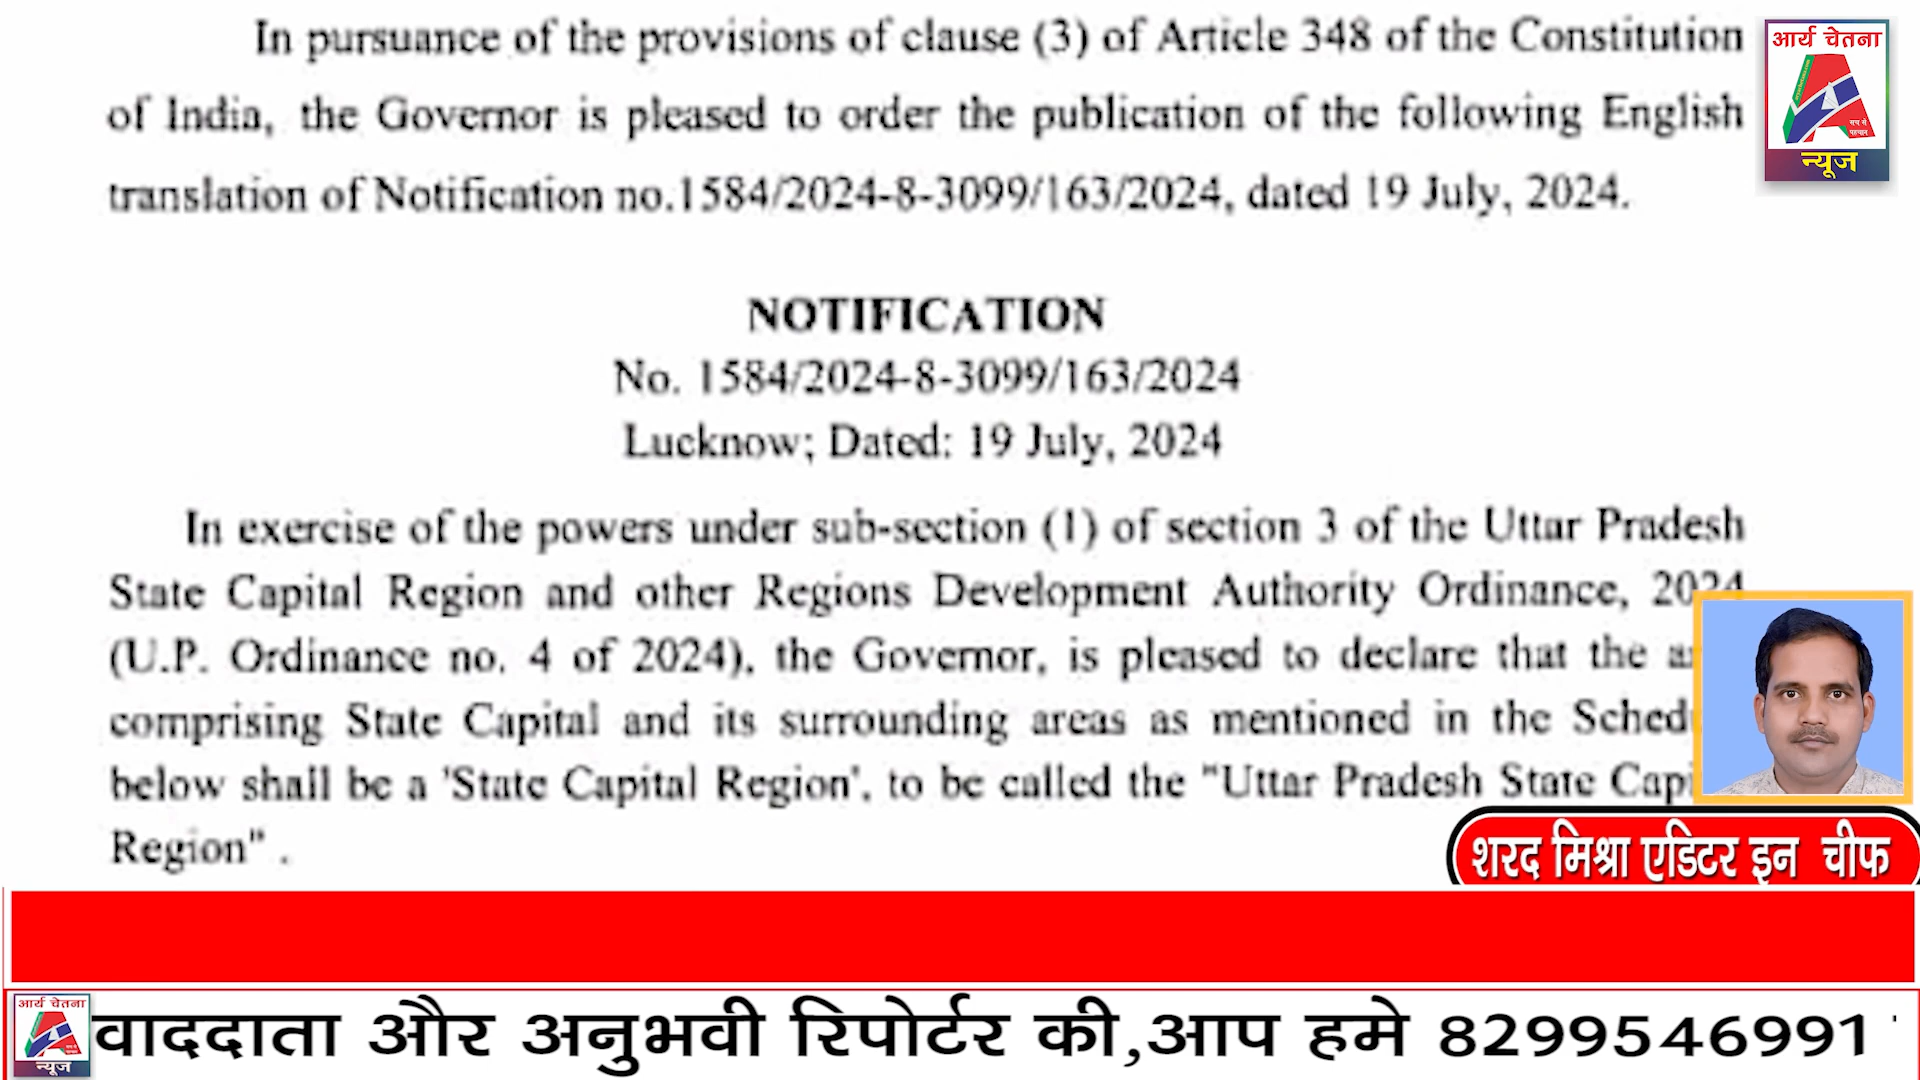 In pursuance of the provisions of clause (3) of Article 348 of the Constitution
of India, the Governor is pleased to order the publication of the following English
translation of Notification no.1584/2024-8-3099/163/2024, dated 19 July, 2024.
NOTIFICATION
No. 1584/2024-8-3099/163/2024
Lucknow; Dated: 19 July, 2024
In exercise of the powers under sub-section (1) of section 3 of the Uttar Pradesh
State Capital Region and other Regions Development Authority Ordinance, 2024
(U.P. Ordinance no. 4 of 2024), the Governor, is pleased to declare that the
comprising State Capital and its surrounding areas as mentioned in the Sched
below shall be a 'State Capital Region', to be called the "Uttar Pradesh State Capi
Region" .
आर्य चेतना
सच से
पहचान
न्यूज
शरद मिश्रा एडिटर इन चीफ
आर्य चेतना
न्यूज
वाददाता और अनुभवी रिपोर्टर की,आप हमे 8299546991